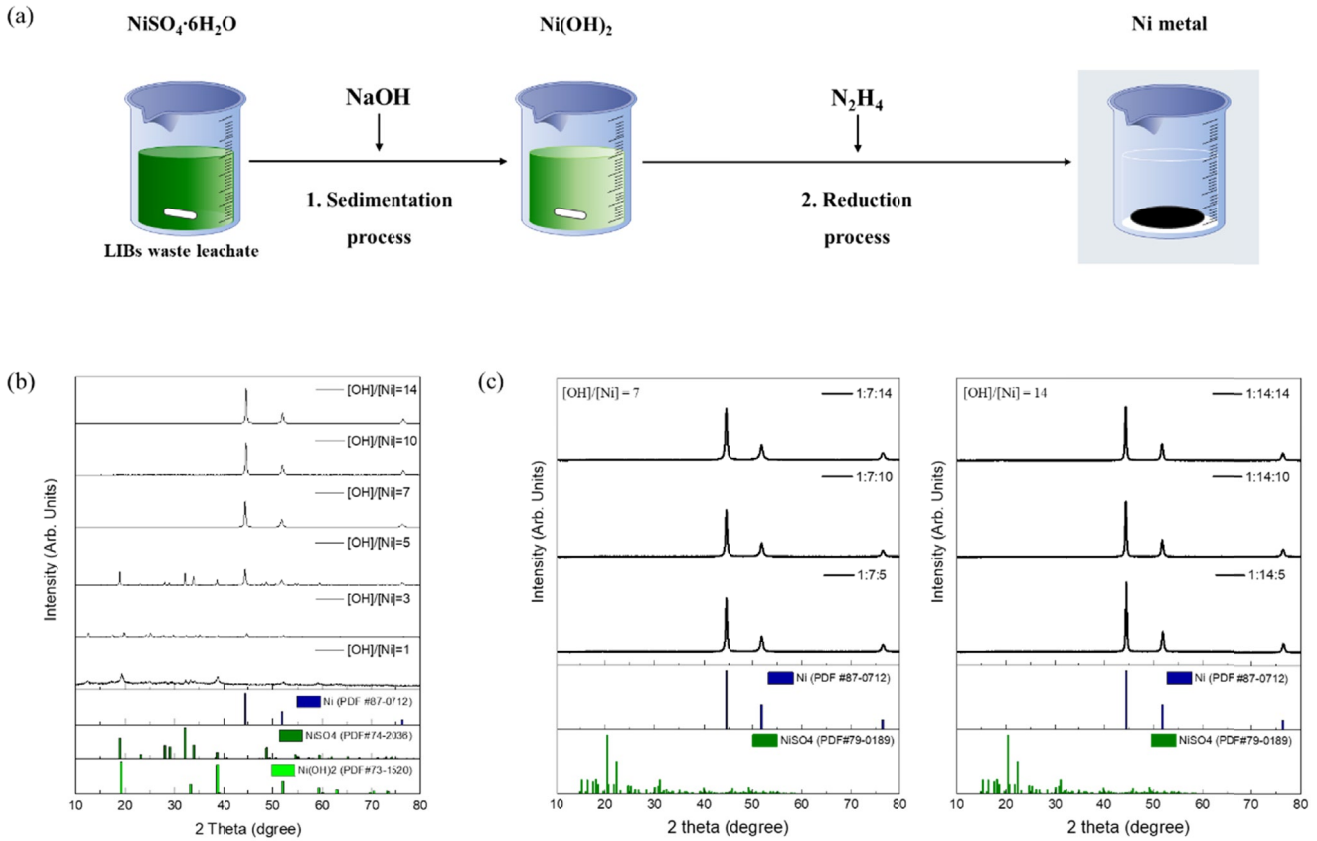 (a)
NiSO₄·6H₂O
Ni(OH)₂
Ni metal
NaOH
N₂H₄
1. Sedimentation
process
2. Reduction
process
LIBs waste leachate
(b)
Intensity (Arb. Units)
[OH]/[Ni]=14
[OH]/[Ni]=10
[OH]/[Ni]=7
[OH]/[Ni]=5
[OH]/[Ni]=3
[OH]/[Ni]=1
Ni (PDF #87-0712)
NiSO4 (PDF#74-2036)
Ni(OH)2 (PDF#73-1520)
10 20 30 40 50 60 70 80
2 Theta (dgree)
(c)
Intensity (Arb. Units)
[OH]/[Ni] = 7
1:7:14
1:7:10
1:7:5
Ni (PDF #87-0712)
NiSO4 (PDF#79-0189)
10 20 30 40 50 60 70 80
2 theta (degree)
Intensity (Arb. Units)
[OH]/[Ni] = 14
1:14:14
1:14:10
1:14:5
Ni (PDF #87-0712)
NiSO4 (PDF#79-0189)
10 20 30 40 50 60 70 80
2 theta (degree)